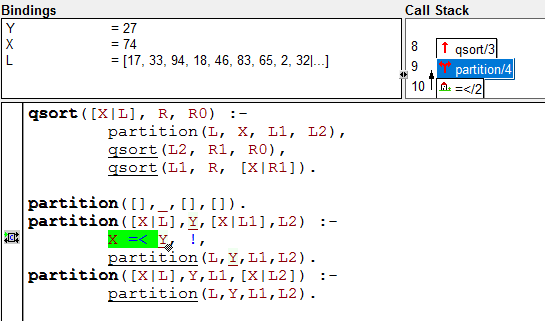 Bindings
Y = 27
X = 74
L = [17, 33, 94, 18, 46, 83, 65, 2, 32|...]
Call Stack
8 qsort/3
9 partition/4
10 =</2
qsort([X|L], R, R0) :-
partition(L, X, L1, L2),
qsort(L2, R1, R0),
qsort(L1, R, [X|R1]).
partition([],_,[],[]).
partition([X|L],Y,[X|L1],L2) :-
X =< Y, !,
partition(L,Y,L1,L2).
partition([X|L],Y,L1,[X|L2]) :-
partition(L,Y,L1,L2).